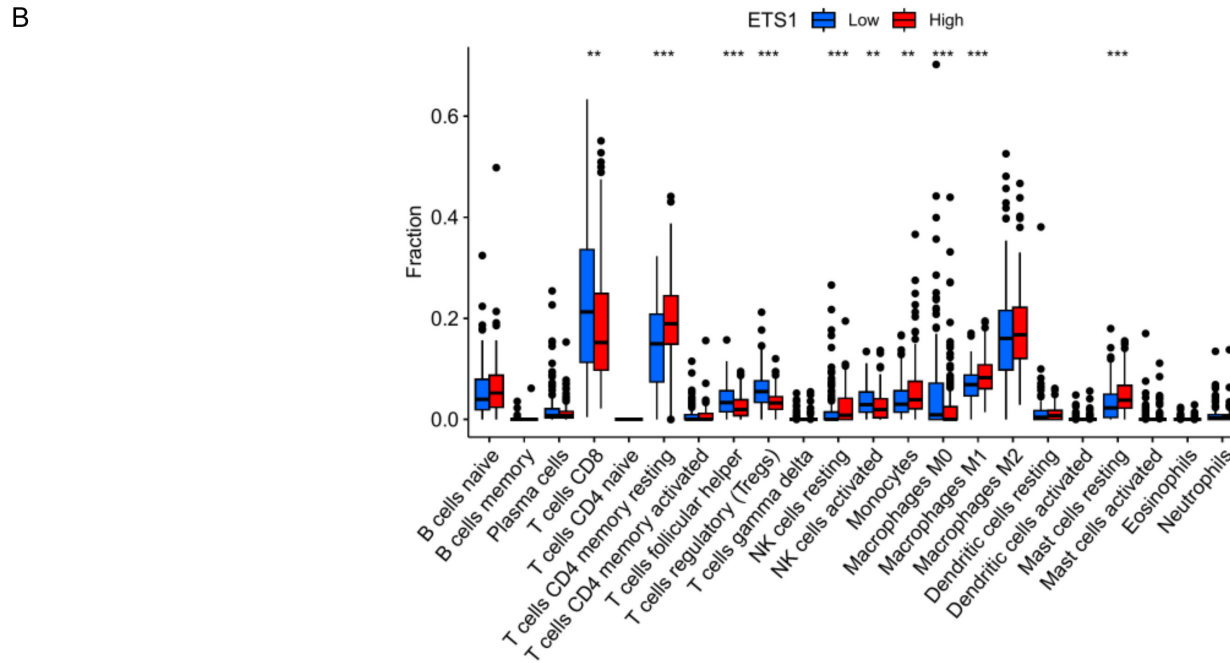 B
ETS1 Low High
** *** *** *** *** ** ** *** *** ***
Fraction
0.6
0.4
0.2
0.0
B cells naive
B cells memory
Plasma cells
T cells CD8
T cells CD4 naive
T cells CD4 memory resting
T cells CD4 memory activated
T cells follicular helper
T cells regulatory (Tregs)
T cells gamma delta
NK cells resting
NK cells activated
Monocytes
Macrophages M0
Macrophages M1
Macrophages M2
Dendritic cells resting
Dendritic cells activated
Mast cells resting
Mast cells activated
Eosinophils
Neutrophils